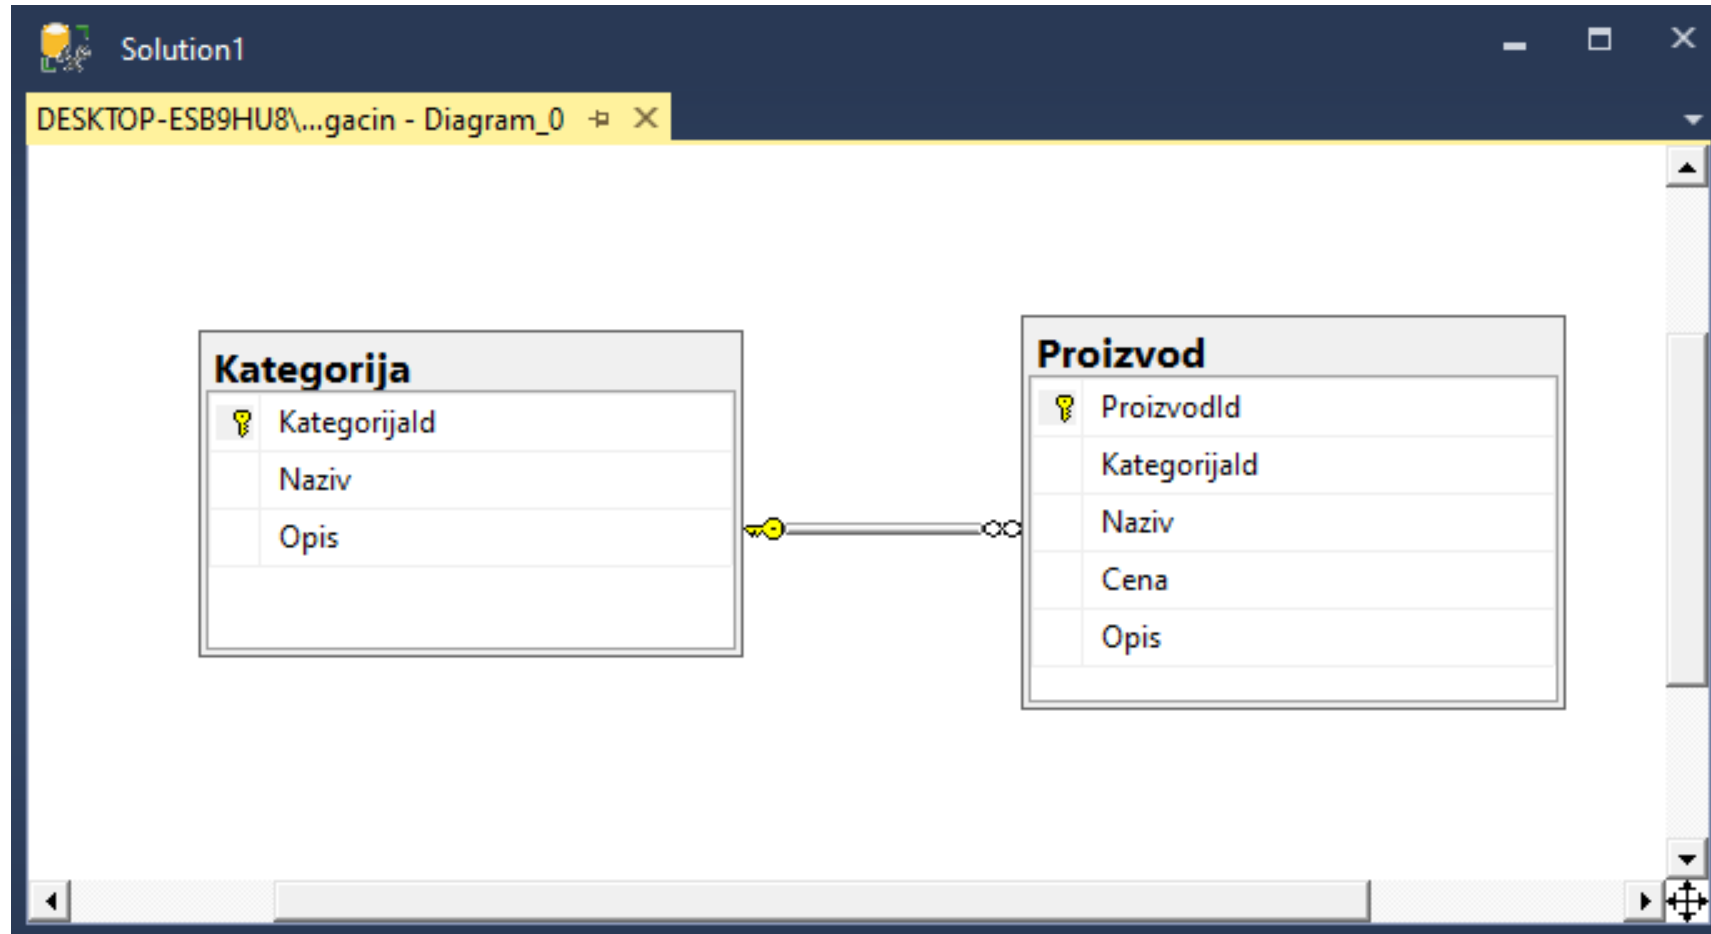 Solution1
DESKTOP-ESB9HU8\...gacin - Diagram_0
Kategorija
KategorijaId
Naziv
Opis
Proizvod
ProizvodId
KategorijaId
Naziv
Cena
Opis